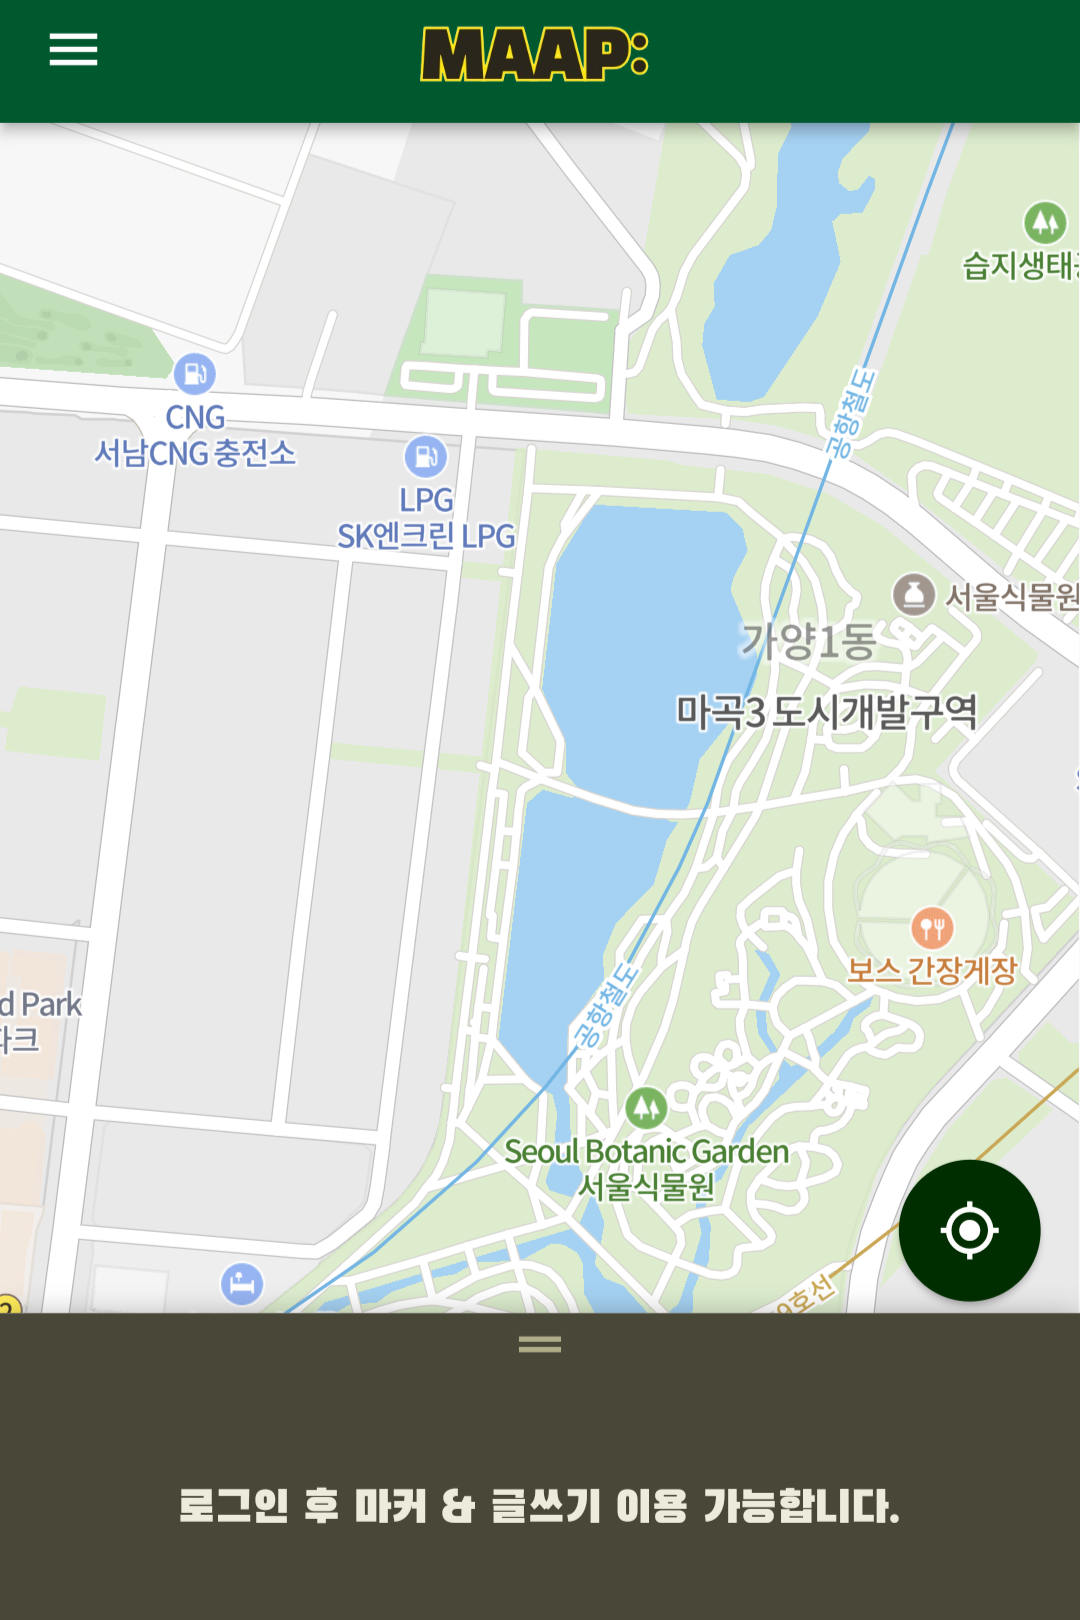 MAAP:
습지생태
공항철도
CNG
서남CNG 충전소
LPG
SK엔크린 LPG
서울식물원
가양1동
마곡3 도시개발구역
보스 간장게장
d Park
파크
공항철도
Seoul Botanic Garden
서울식물원
9호선
2
로그인 후 마커 & 글쓰기 이용 가능합니다.